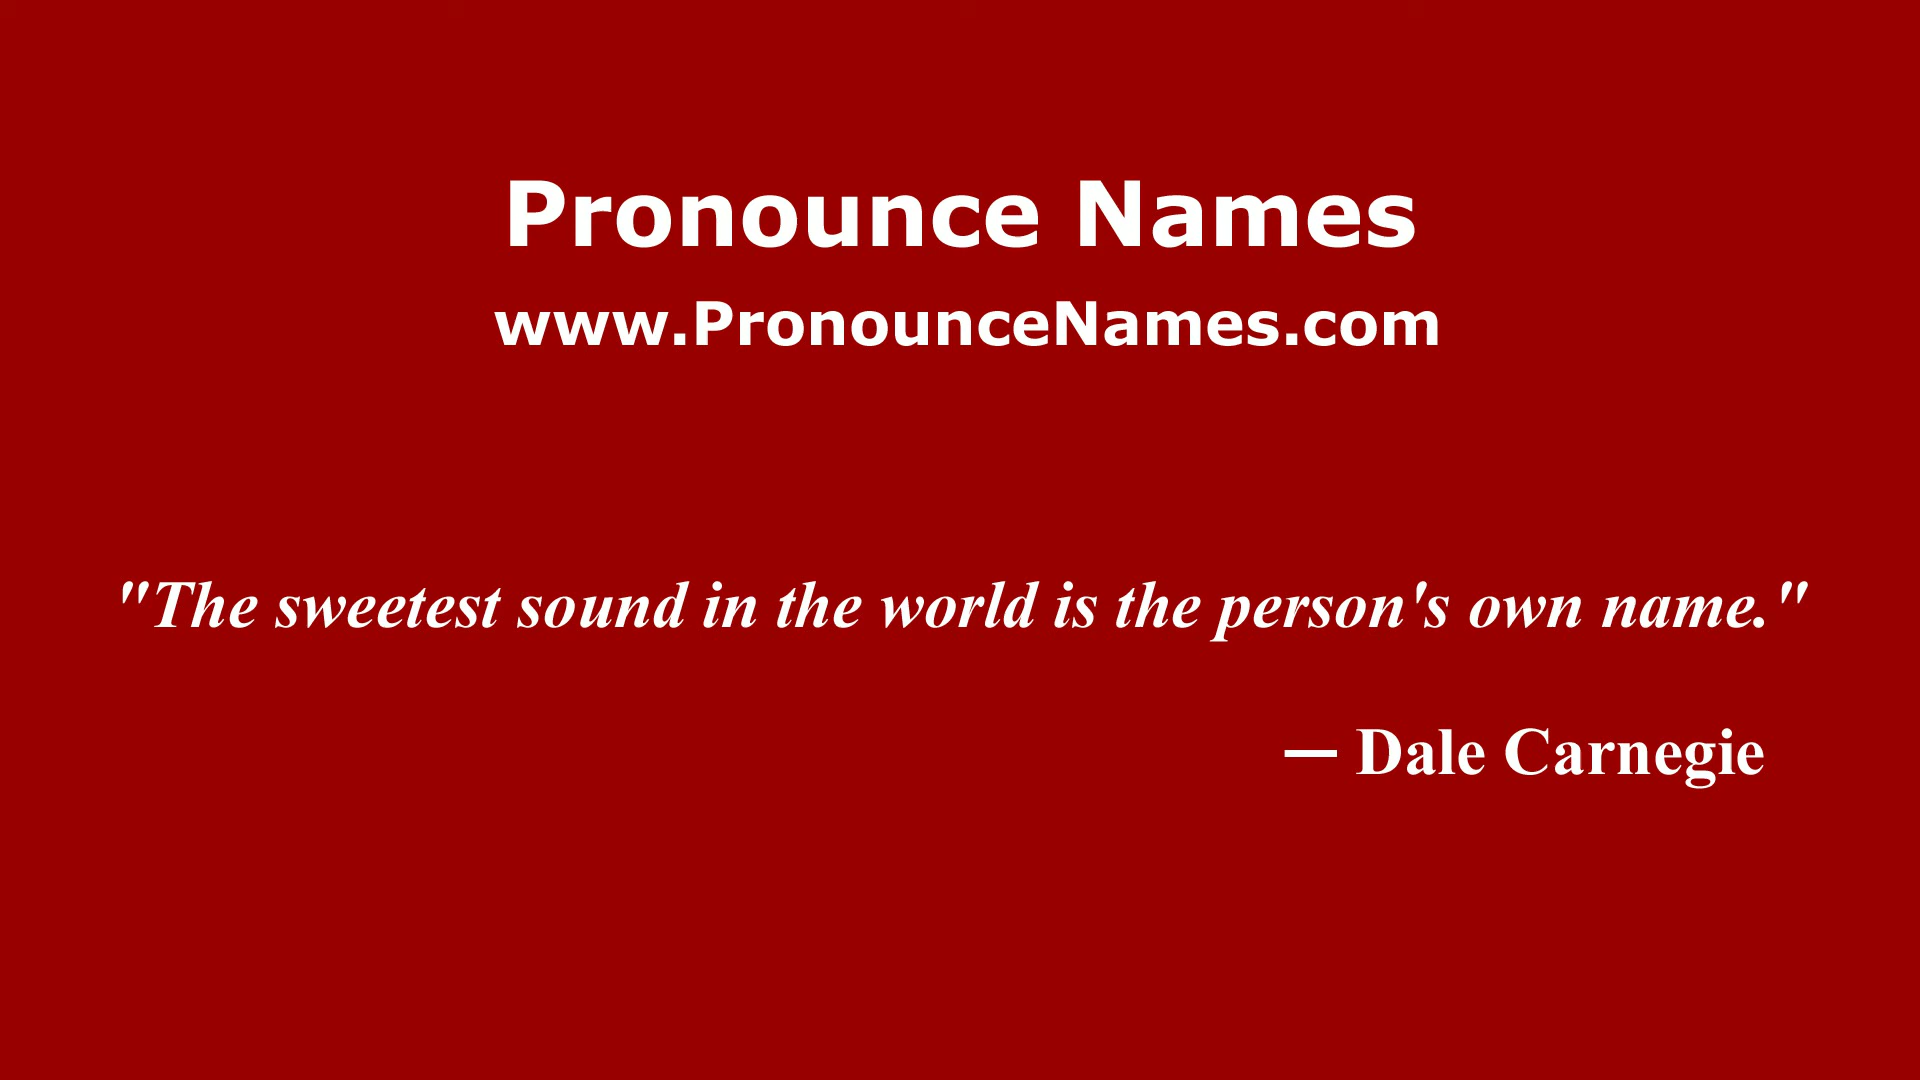 Pronounce Names
www.PronounceNames.com
"The sweetest sound in the world is the person's own name."
— Dale Carnegie